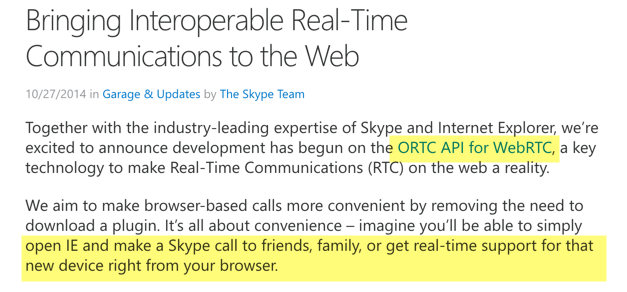 Bringing Interoperable Real-Time
Communications to the Web
10/27/2014 in Garage & Updates by The Skype Team
Together with the industry-leading expertise of Skype and Internet Explorer, we're
excited to announce development has begun on the ORTC API for WebRTC, a key
technology to make Real-Time Communications (RTC) on the web a reality.
We aim to make browser-based calls more convenient by removing the need to
download a plugin. It's all about convenience – imagine you'll be able to simply
open IE and make a Skype call to friends, family, or get real-time support for that
new device right from your browser.